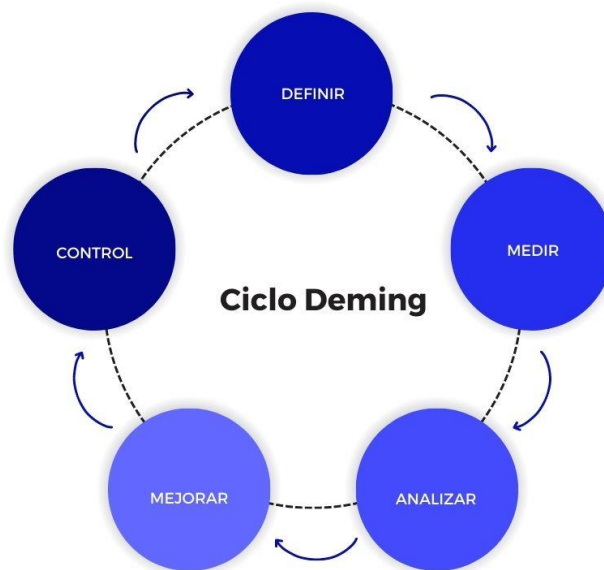 DEFINIR
MEDIR
CONTROL
Ciclo Deming
MEJORAR
ANALIZAR